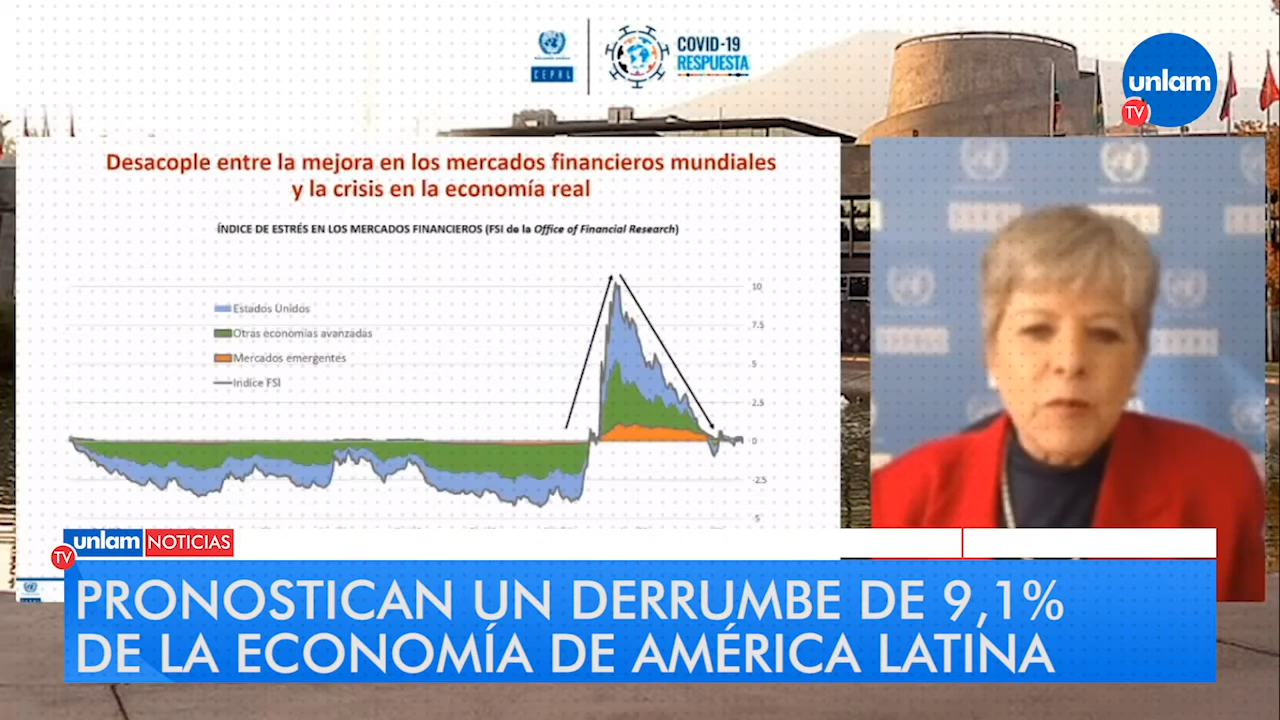 CEPAL
COVID-19
RESPUESTA
unlam
TV
Desacople entre la mejora en los mercados financieros mundiales
y la crisis en la economía real
ÍNDICE DE ESTRÉS EN LOS MERCADOS FINANCIEROS (FSI de la Office of Financial Research)
Estados Unidos
Otras economías avanzadas
Mercados emergentes
Indice FSI
10
7.5
5
2.5
0
-2.5
-5
unlam NOTICIAS
TV
PRONOSTICAN UN DERRUMBE DE 9,1%
DE LA ECONOMÍA DE AMÉRICA LATINA